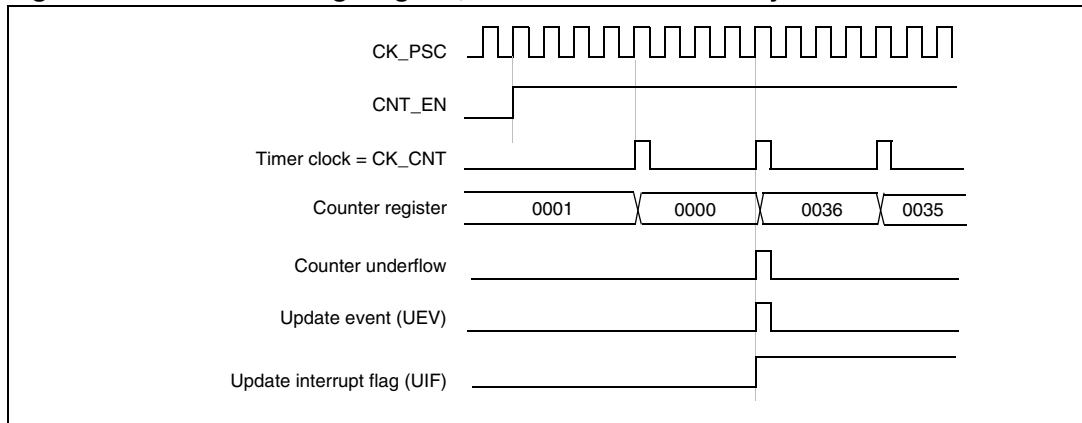 CK_PSC
CNT_EN
Timer clock = CK_CNT
Counter register 0001 0000 0036 0035
Counter underflow
Update event (UEV)
Update interrupt flag (UIF)